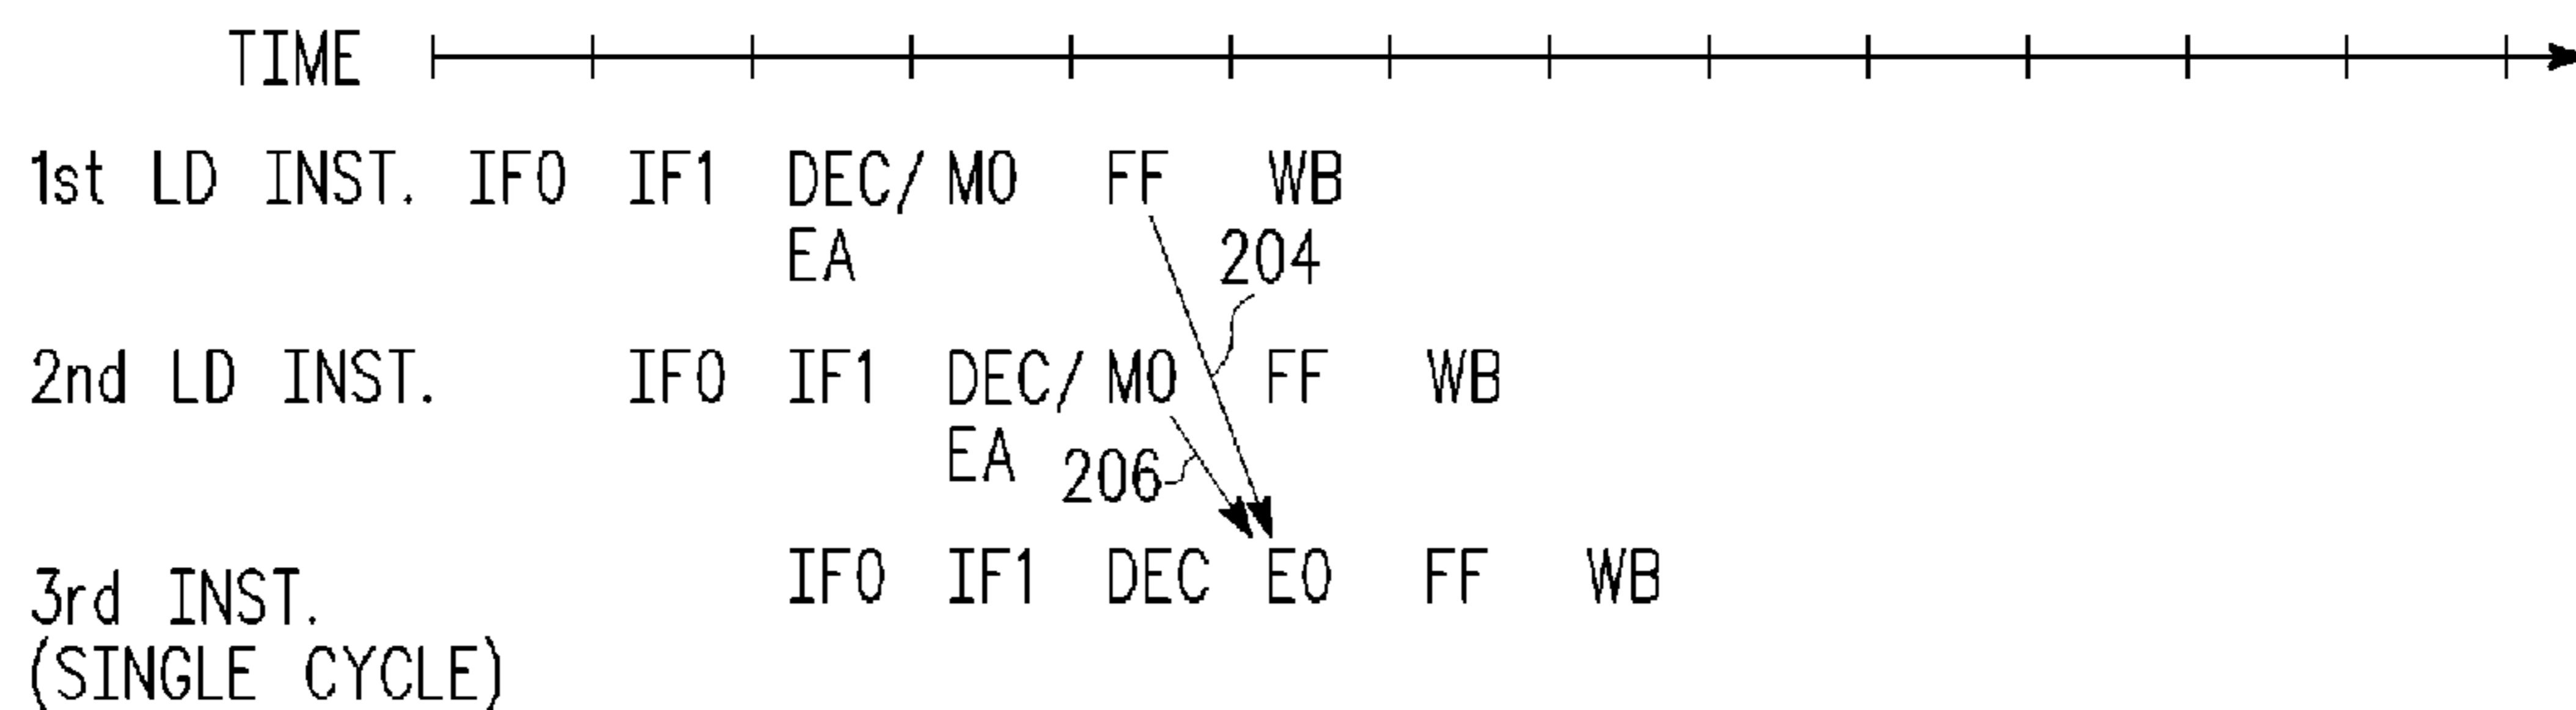 TIME
1st LD INST. IF0 IF1 DEC/ M0 FF WB
EA
204
2nd LD INST. IF0 IF1 DEC/ M0 FF WB
EA
206
3rd INST. IF0 IF1 DEC E0 FF WB
(SINGLE CYCLE)